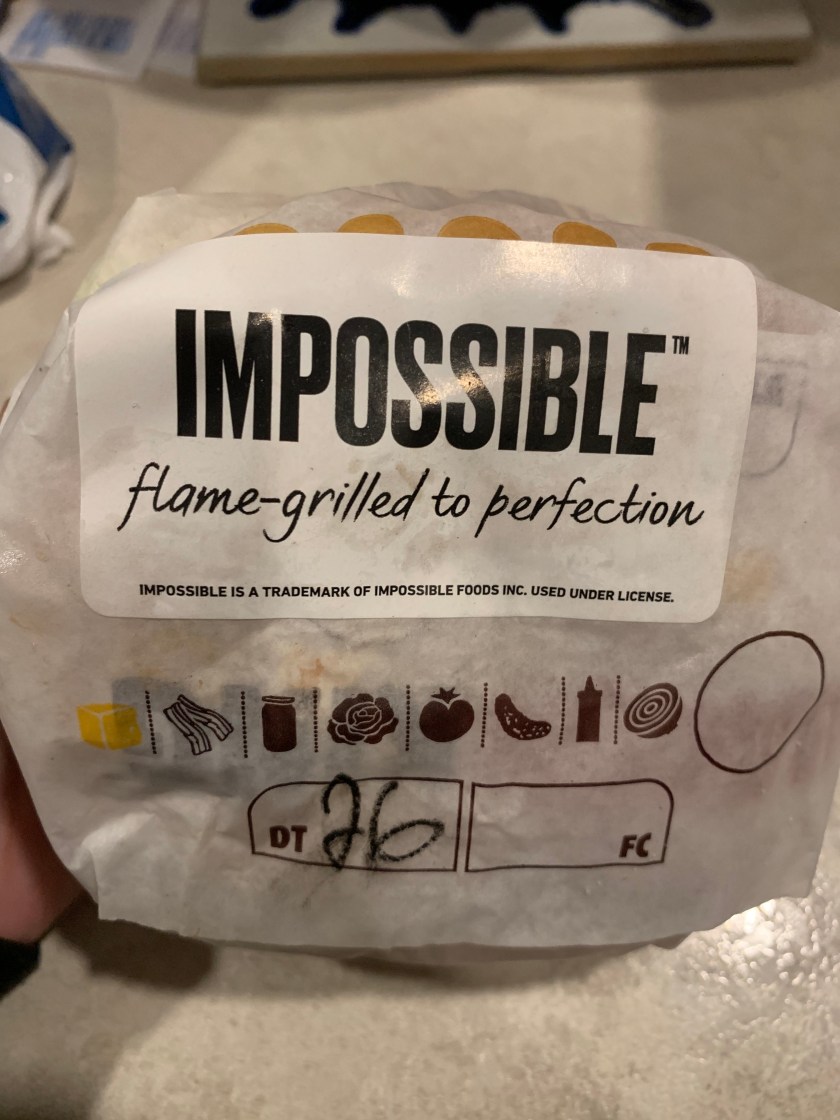 IMPOSSIBLE™
flame-grilled to perfection
IMPOSSIBLE IS A TRADEMARK OF IMPOSSIBLE FOODS INC. USED UNDER LICENSE.
DT 26 FC